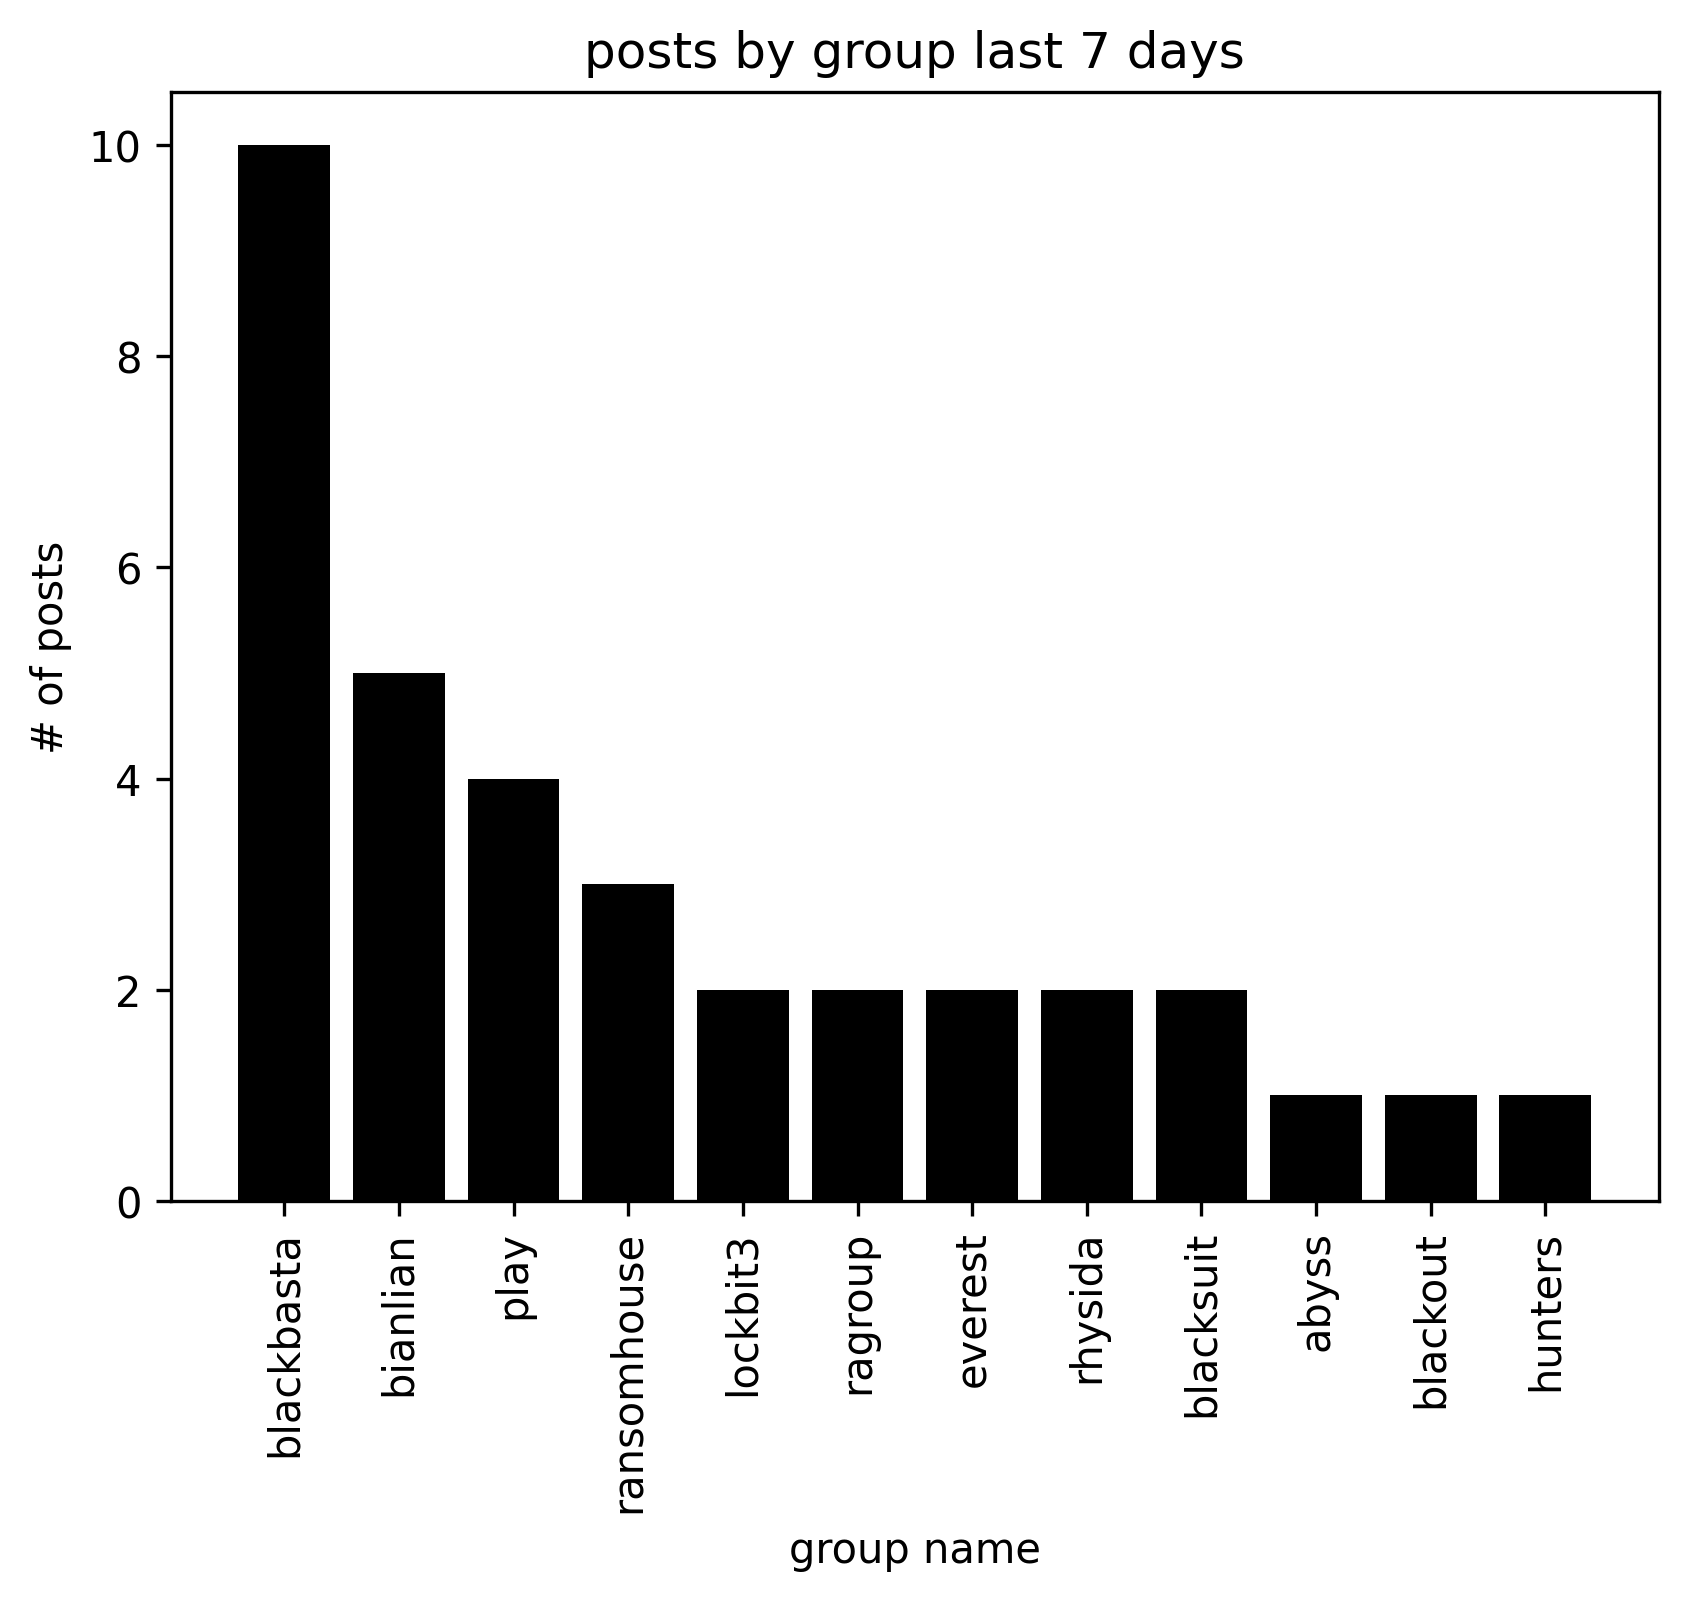 posts by group last 7 days
# of posts
10
8
6
4
2
0
blackbasta
bianlian
play
ransomhouse
lockbit3
ragroup
everest
rhysida
blacksuit
abyss
blackout
hunters
group name